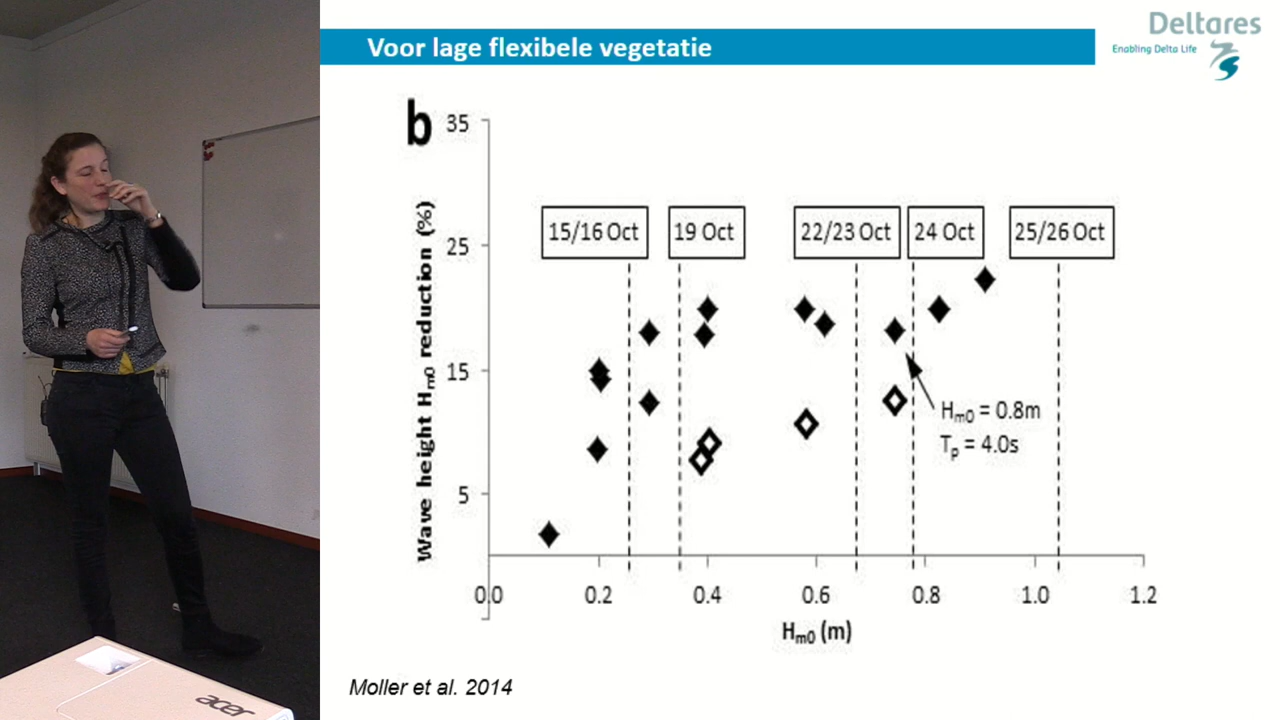 Voor lage flexibele vegetatie
Deltares
Enabling Delta Life
b
35
25
15
5
Wave height Hm0 reduction (%)
15/16 Oct
19 Oct
22/23 Oct
24 Oct
25/26 Oct
Hm0 = 0.8m
Tp = 4.0s
0.0 0.2 0.4 0.6 0.8 1.0 1.2
Hm0 (m)
Moller et al. 2014
acer